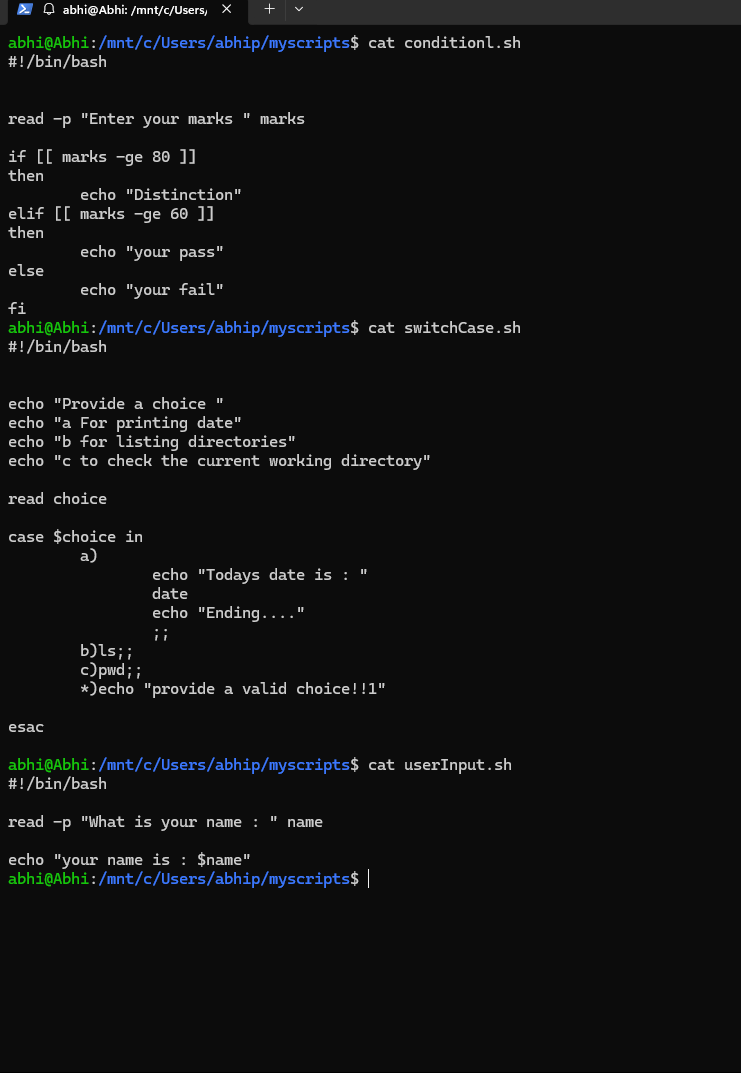 abhi@Abhi: /mnt/c/Users/
abhi@Abhi:/mnt/c/Users/abhip/myscripts$ cat conditionl.sh
#!/bin/bash
read -p "Enter your marks " marks
if [[ marks -ge 80 ]]
then
        echo "Distinction"
elif [[ marks -ge 60 ]]
then
        echo "your pass"
else
        echo "your fail"
fi
abhi@Abhi:/mnt/c/Users/abhip/myscripts$ cat switchCase.sh
#!/bin/bash
echo "Provide a choice "
echo "a For printing date"
echo "b for listing directories"
echo "c to check the current working directory"
read choice
case $choice in
        a)
                echo "Todays date is : "
                date
                echo "Ending...."
                ;;
        b)ls;;
        c)pwd;;
        *)echo "provide a valid choice!!1"
esac
abhi@Abhi:/mnt/c/Users/abhip/myscripts$ cat userInput.sh
#!/bin/bash
read -p "What is your name : " name
echo "your name is : $name"
abhi@Abhi:/mnt/c/Users/abhip/myscripts$